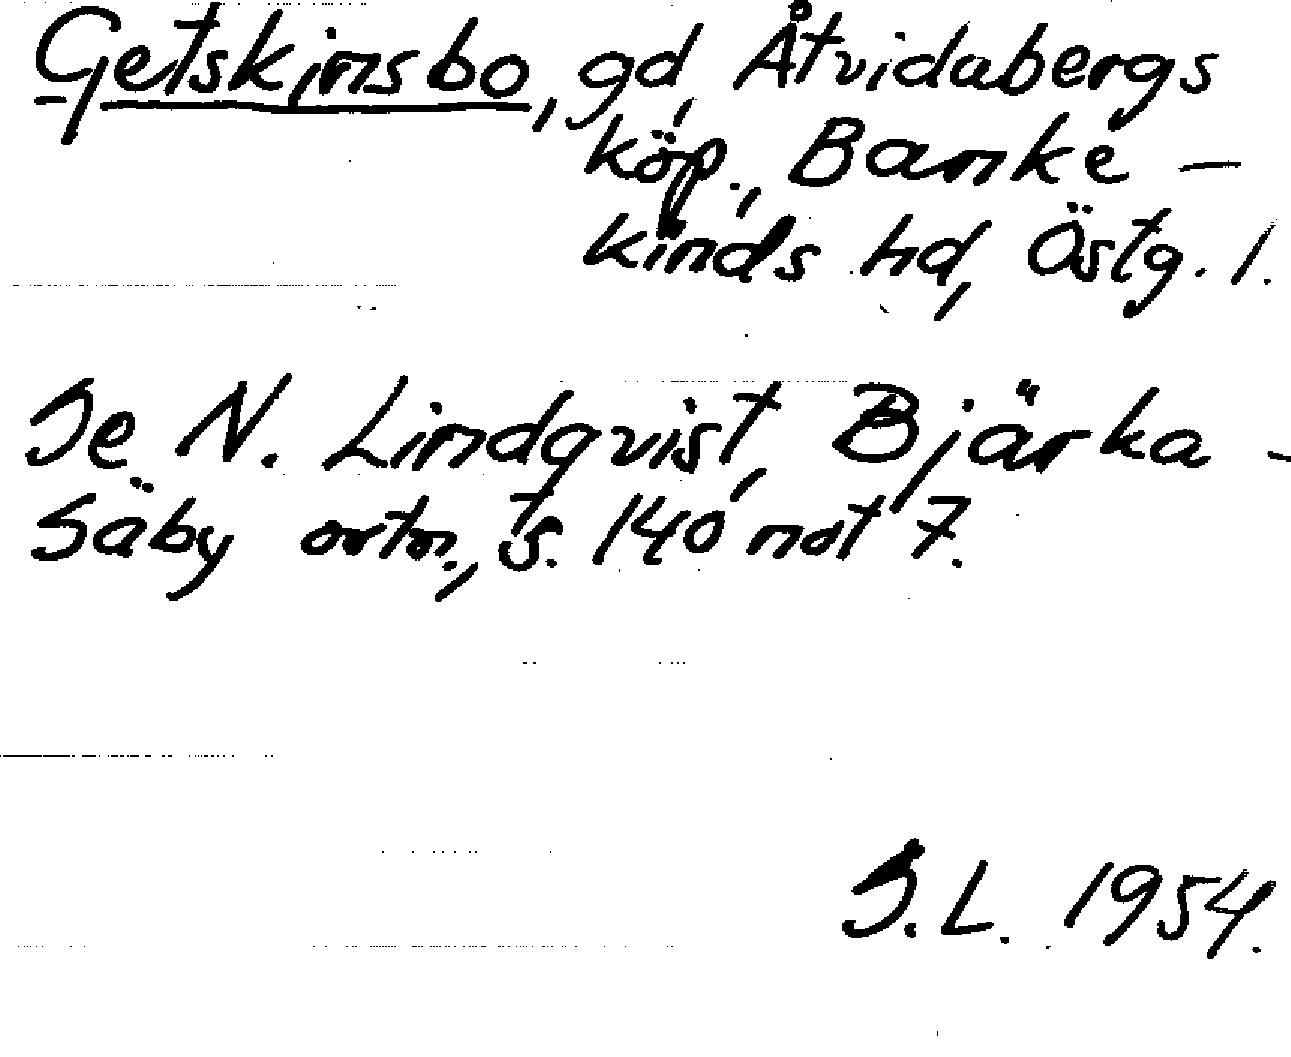 Getskinsbo, gd, Åtvidabergs
köp., Banke-
kinds hd, Östg. l.
Se N. Lindqvist, Bjärka-
Säby ortn., s. 140 not 7.
S.L. 1954.